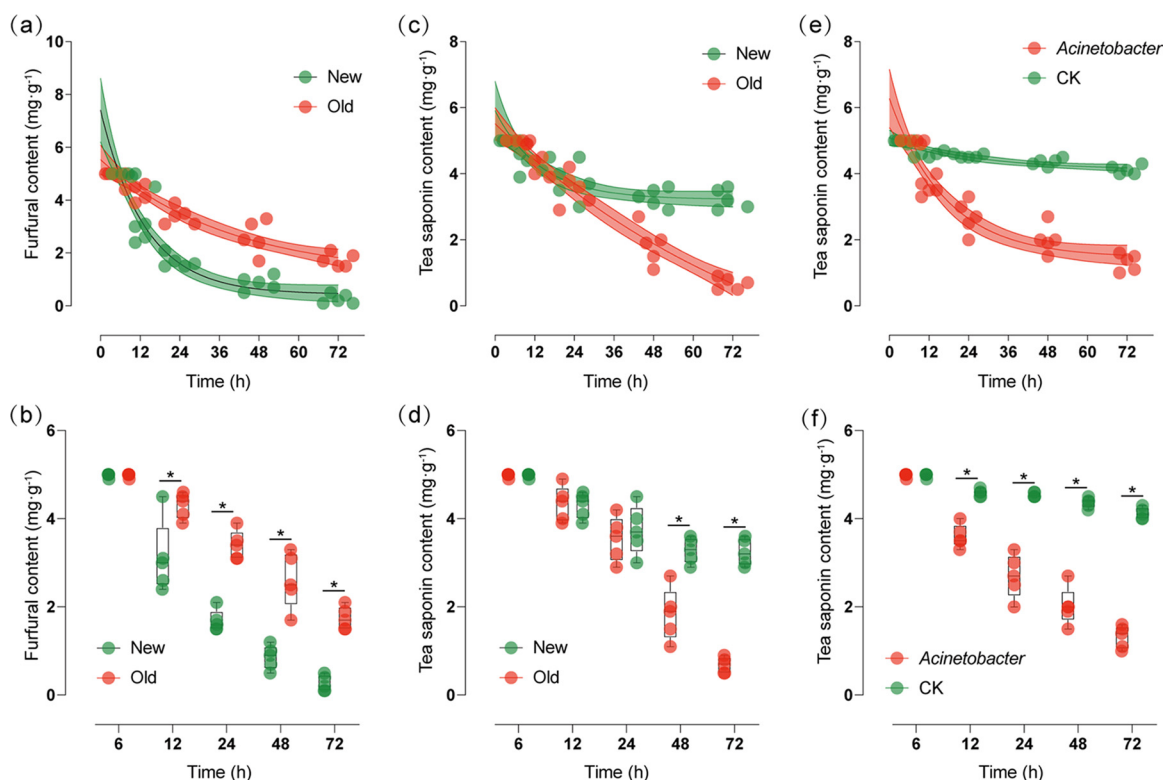 (a)
Furfural content (mg·g⁻¹)
10
8
6
4
2
0
New
Old
0 12 24 36 48 60 72
Time (h)
(c)
Tea saponin content (mg·g⁻¹)
8
6
4
2
0
New
Old
0 12 24 36 48 60 72
Time (h)
(e)
Tea saponin content (mg·g⁻¹)
8
6
4
2
0
Acinetobacter
CK
0 12 24 36 48 60 72
Time (h)
(b)
Furfural content (mg·g⁻¹)
6
4
2
0
* * * *
New
Old
6 12 24 48 72
Time (h)
(d)
Tea saponin content (mg·g⁻¹)
6
4
2
0
* *
New
Old
6 12 24 48 72
Time (h)
(f)
Tea saponin content (mg·g⁻¹)
6
4
2
0
* * * *
Acinetobacter
CK
6 12 24 48 72
Time (h)